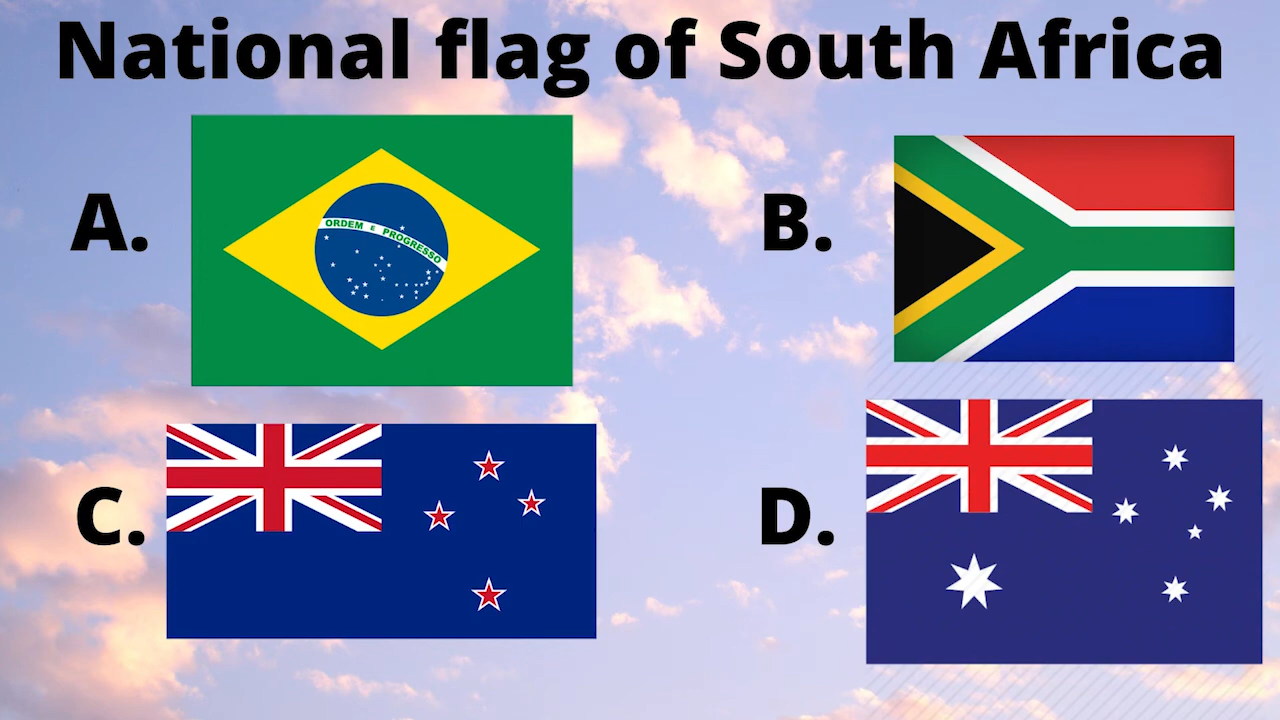 National flag of South Africa
A.
ORDEM E PROGRESSO
B.
C.
D.